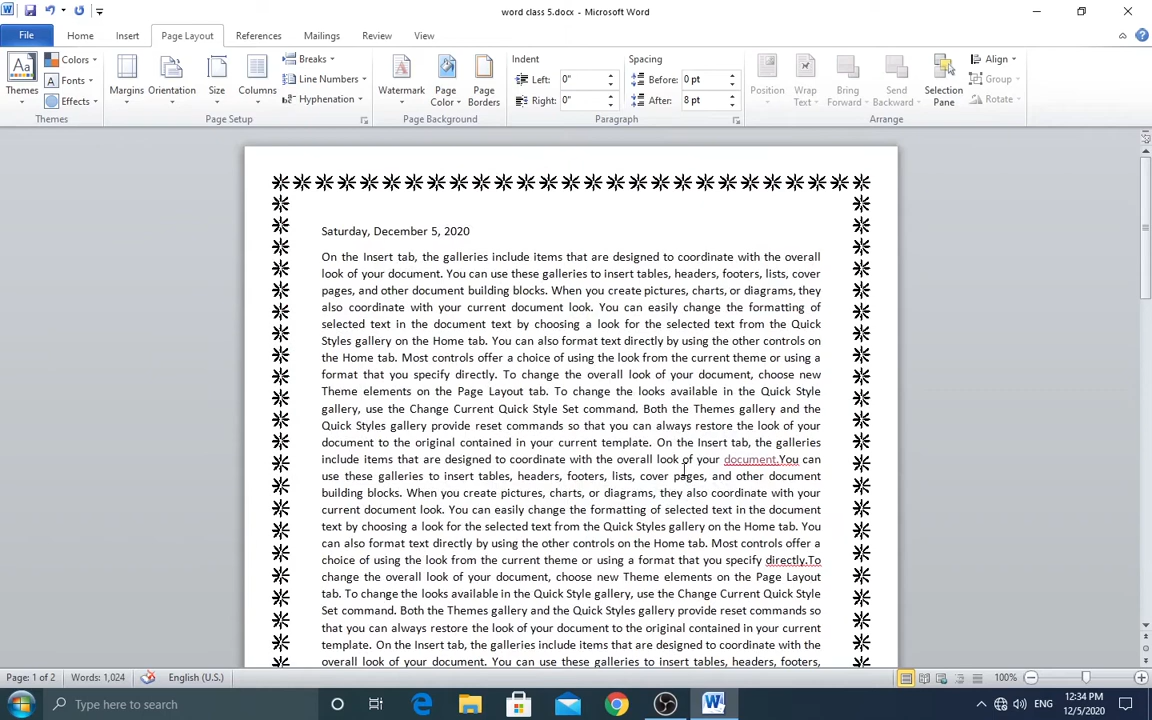 word class 5.docx - Microsoft Word
File Home Insert Page Layout References Mailings Review View
Themes Colors Fonts Effects Themes
Margins Orientation Size Columns Breaks Line Numbers Hyphenation Page Setup
Watermark Page Color Page Borders Page Background
Indent Left: 0" Right: 0" Spacing Before: 0 pt After: 8 pt Paragraph
Position Wrap Text Bring Forward Send Backward Selection Pane Align Group Rotate Arrange
Saturday, December 5, 2020
On the Insert tab, the galleries include items that are designed to coordinate with the overall
look of your document. You can use these galleries to insert tables, headers, footers, lists, cover
pages, and other document building blocks. When you create pictures, charts, or diagrams, they
also coordinate with your current document look. You can easily change the formatting of
selected text in the document text by choosing a look for the selected text from the Quick
Styles gallery on the Home tab. You can also format text directly by using the other controls on
the Home tab. Most controls offer a choice of using the look from the current theme or using a
format that you specify directly. To change the overall look of your document, choose new
Theme elements on the Page Layout tab. To change the looks available in the Quick Style
gallery, use the Change Current Quick Style Set command. Both the Themes gallery and the
Quick Styles gallery provide reset commands so that you can always restore the look of your
document to the original contained in your current template. On the Insert tab, the galleries
include items that are designed to coordinate with the overall look of your document.You can
use these galleries to insert tables, headers, footers, lists, cover pages, and other document
building blocks. When you create pictures, charts, or diagrams, they also coordinate with your
current document look. You can easily change the formatting of selected text in the document
text by choosing a look for the selected text from the Quick Styles gallery on the Home tab. You
can also format text directly by using the other controls on the Home tab. Most controls offer a
choice of using the look from the current theme or using a format that you specify directly.To
change the overall look of your document, choose new Theme elements on the Page Layout
tab. To change the looks available in the Quick Style gallery, use the Change Current Quick Style
Set command. Both the Themes gallery and the Quick Styles gallery provide reset commands so
that you can always restore the look of your document to the original contained in your current
template. On the Insert tab, the galleries include items that are designed to coordinate with the
overall look of your document. You can use these galleries to insert tables, headers, footers,
Page: 1 of 2 Words: 1,024 English (U.S.) 100%
Type here to search ENG 12:34 PM
12/5/2020